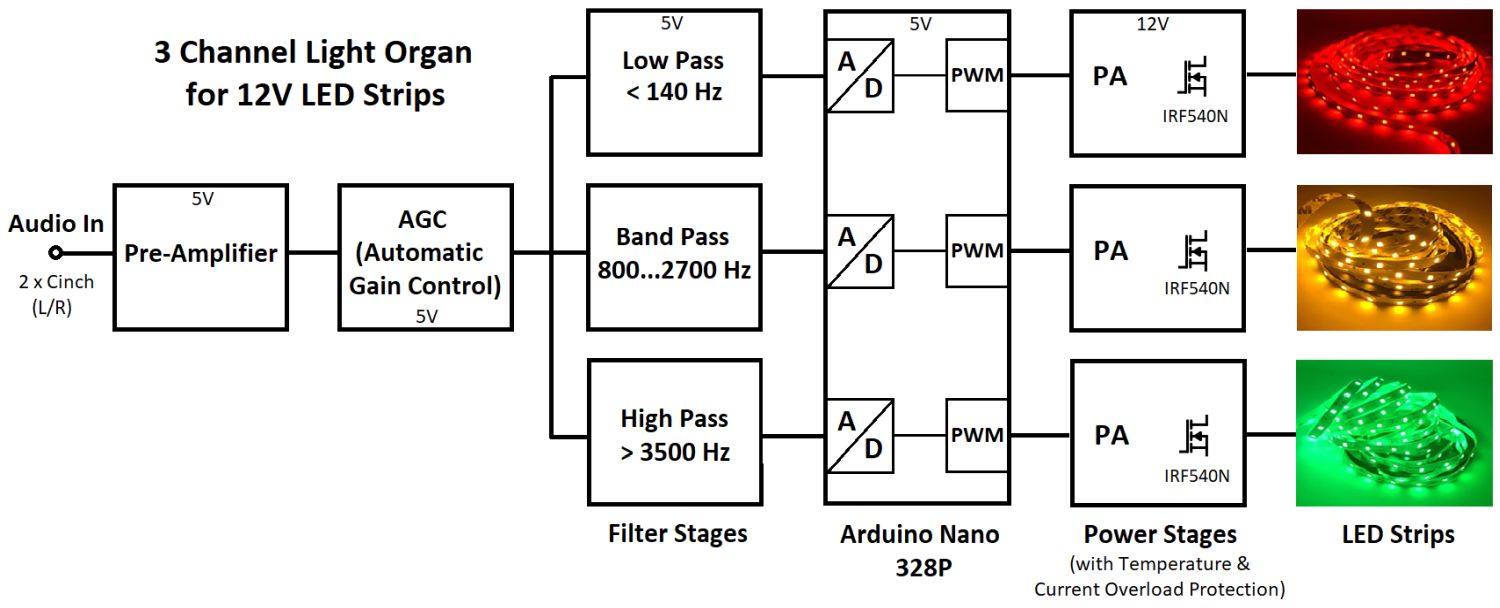 3 Channel Light Organ
for 12V LED Strips
Audio In
2 x Cinch
(L/R)
5V
Pre-Amplifier
AGC
(Automatic
Gain Control)
5V
5V
Low Pass
< 140 Hz
Band Pass
800...2700 Hz
High Pass
> 3500 Hz
Filter Stages
5V
A
D
PWM
A
D
PWM
A
D
PWM
Arduino Nano
328P
12V
PA
IRF540N
PA
IRF540N
PA
IRF540N
Power Stages
(with Temperature &
Current Overload Protection)
LED Strips